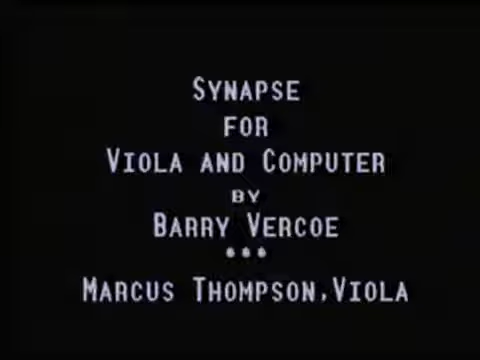 SYNAPSE
FOR
VIOLA AND COMPUTER
BY
BARRY VERCOE
***
MARCUS THOMPSON, VIOLA